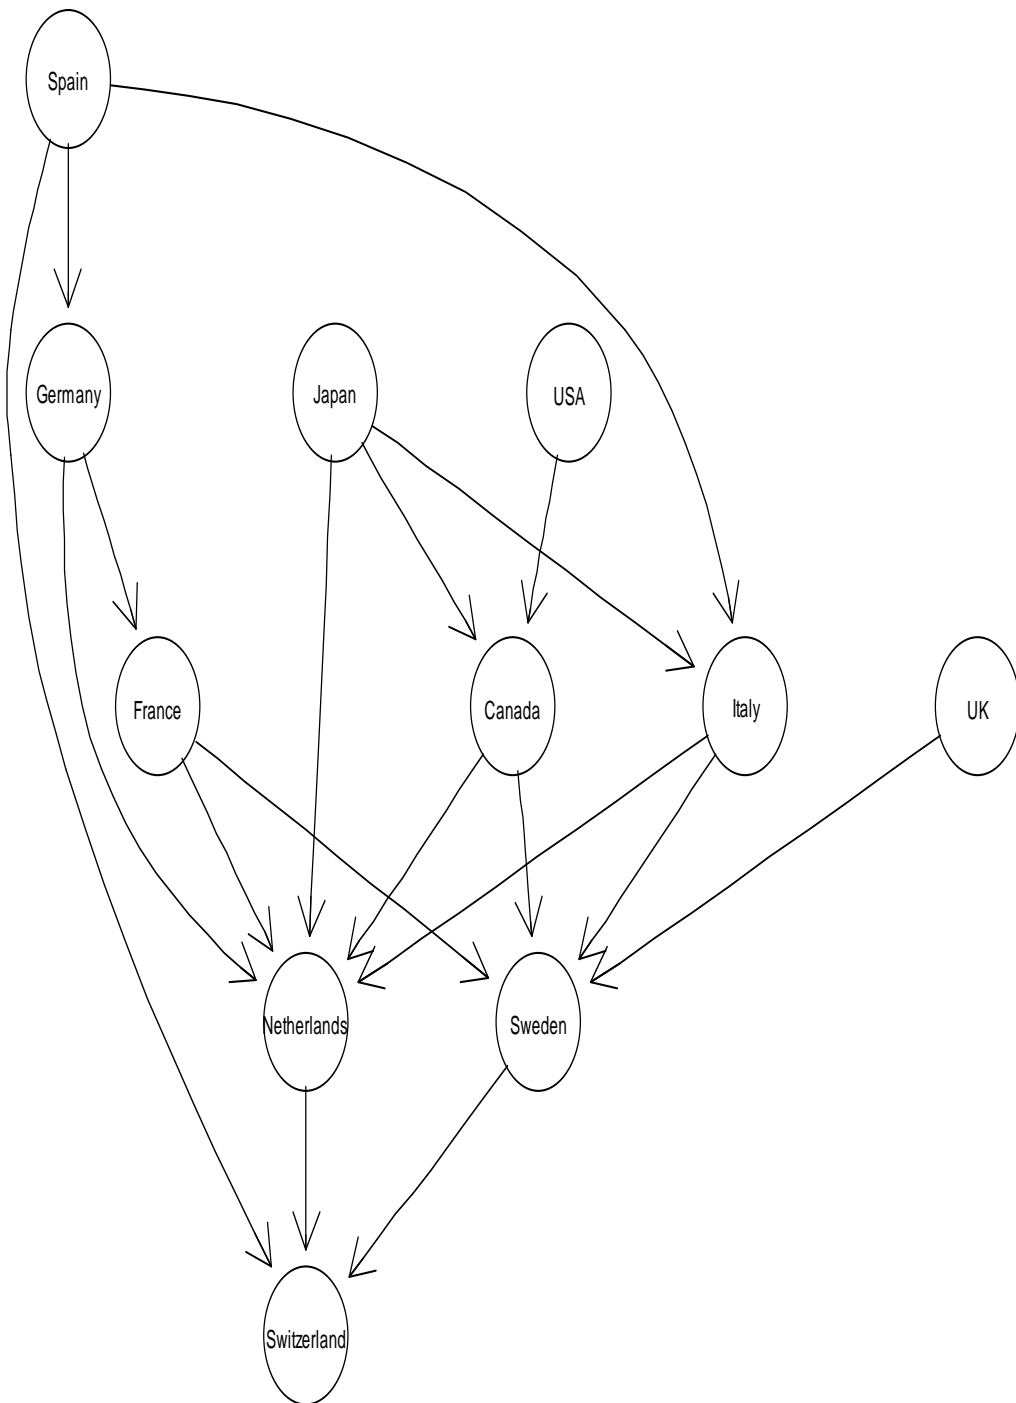 Spain
Germany
Japan
USA
France
Canada
Italy
UK
Netherlands
Sweden
Switzerland